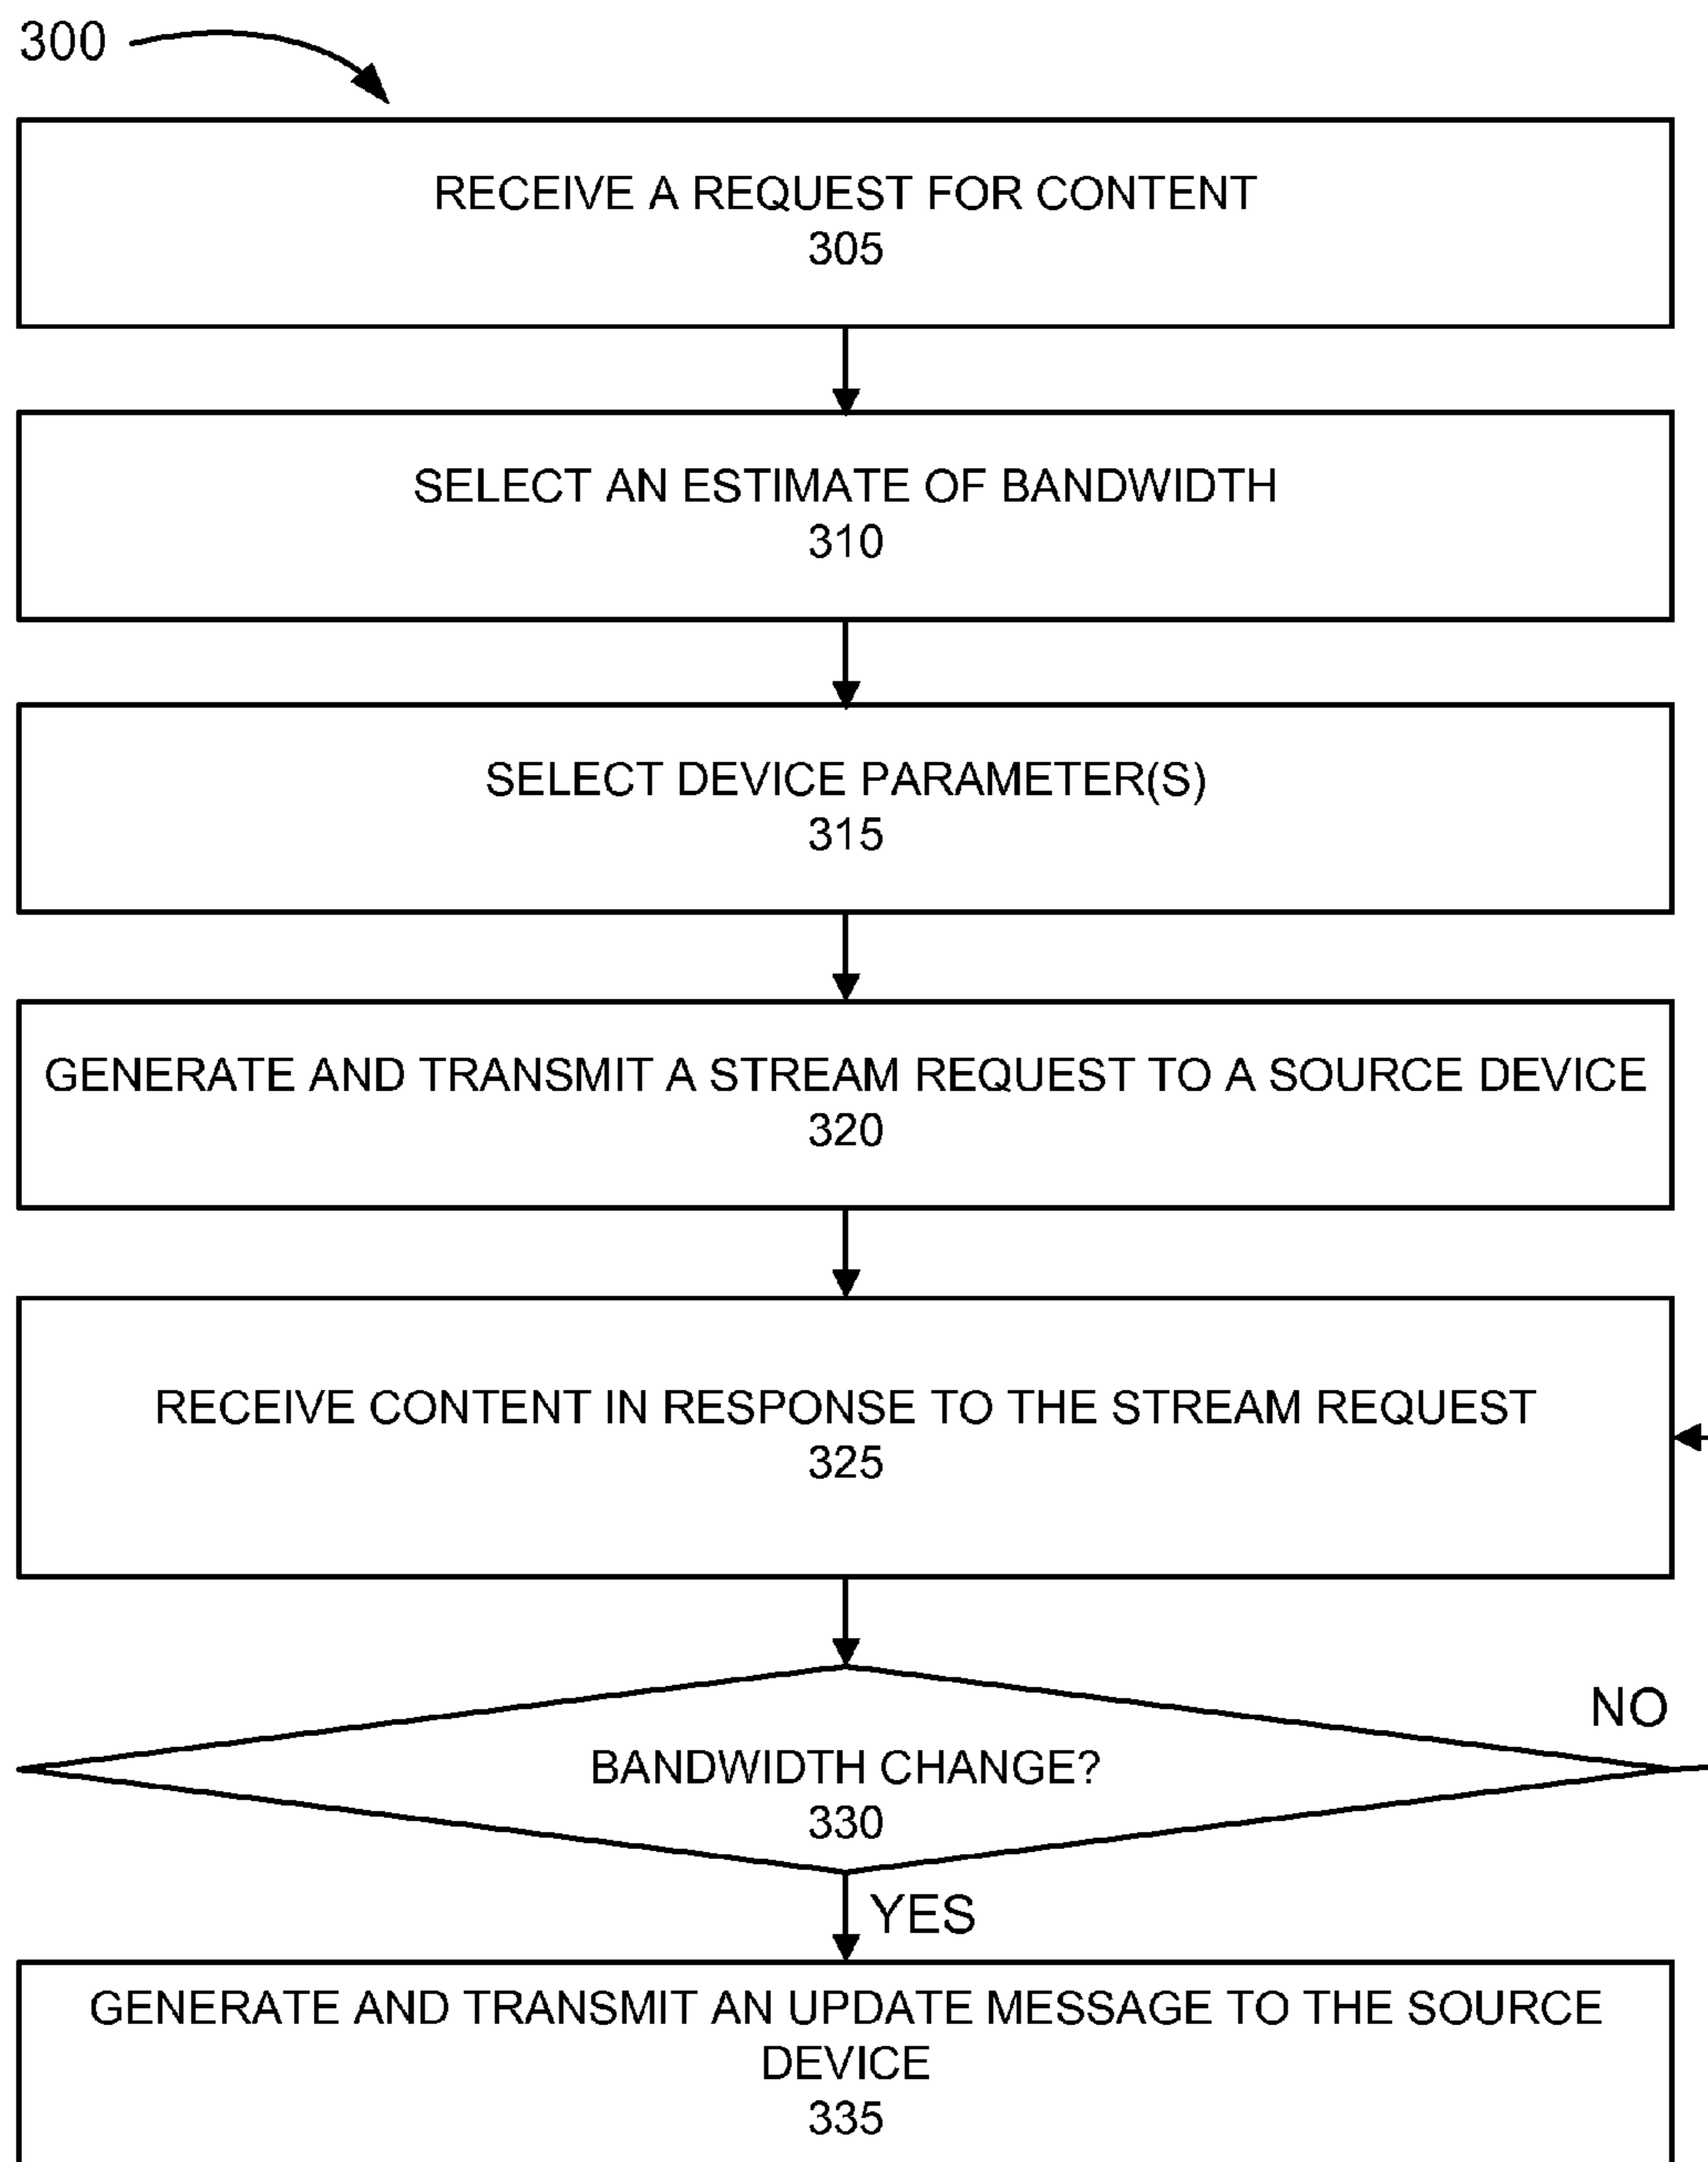 300
RECEIVE A REQUEST FOR CONTENT
305
SELECT AN ESTIMATE OF BANDWIDTH
310
SELECT DEVICE PARAMETER(S)
315
GENERATE AND TRANSMIT A STREAM REQUEST TO A SOURCE DEVICE
320
RECEIVE CONTENT IN RESPONSE TO THE STREAM REQUEST
325
NO
BANDWIDTH CHANGE?
330
YES
GENERATE AND TRANSMIT AN UPDATE MESSAGE TO THE SOURCE
DEVICE
335